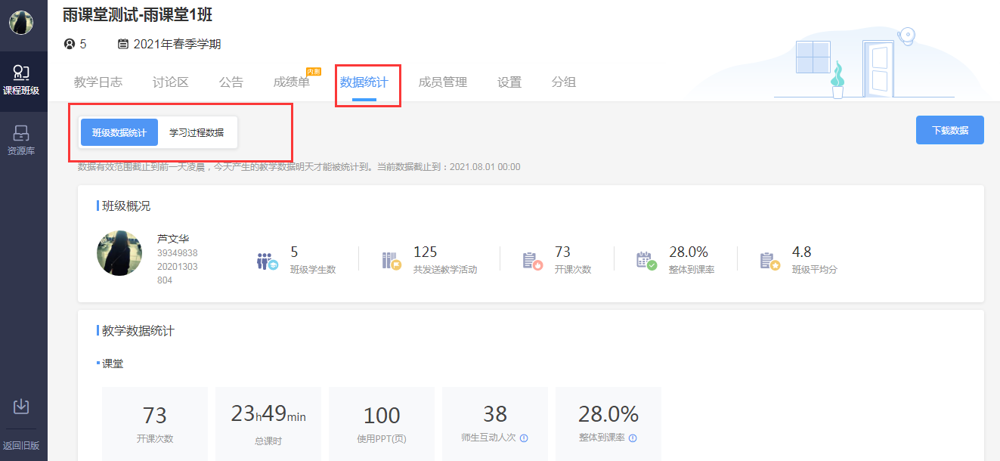 雨课堂测试-雨课堂1班
5 2021年春季学期
教学日志 讨论区 公告 成绩单 内测 数据统计 成员管理 设置 分组
课程班级
资源库
返回旧版
班级数据统计 学习过程数据 下载数据
数据有效范围截止到前一天凌晨，今天产生的教学数据明天才能被统计到。当前数据截止到：2021.08.01 00:00
班级概况
芦文华
39349838
20201303
804
5 125 73 28.0% 4.8
班级学生数 共发送教学活动 开课次数 整体到课率 班级平均分
教学数据统计
课堂
73 23h49min 100 38 28.0%
开课次数 总课时 使用PPT(页) 师生互动人次 整体到课率